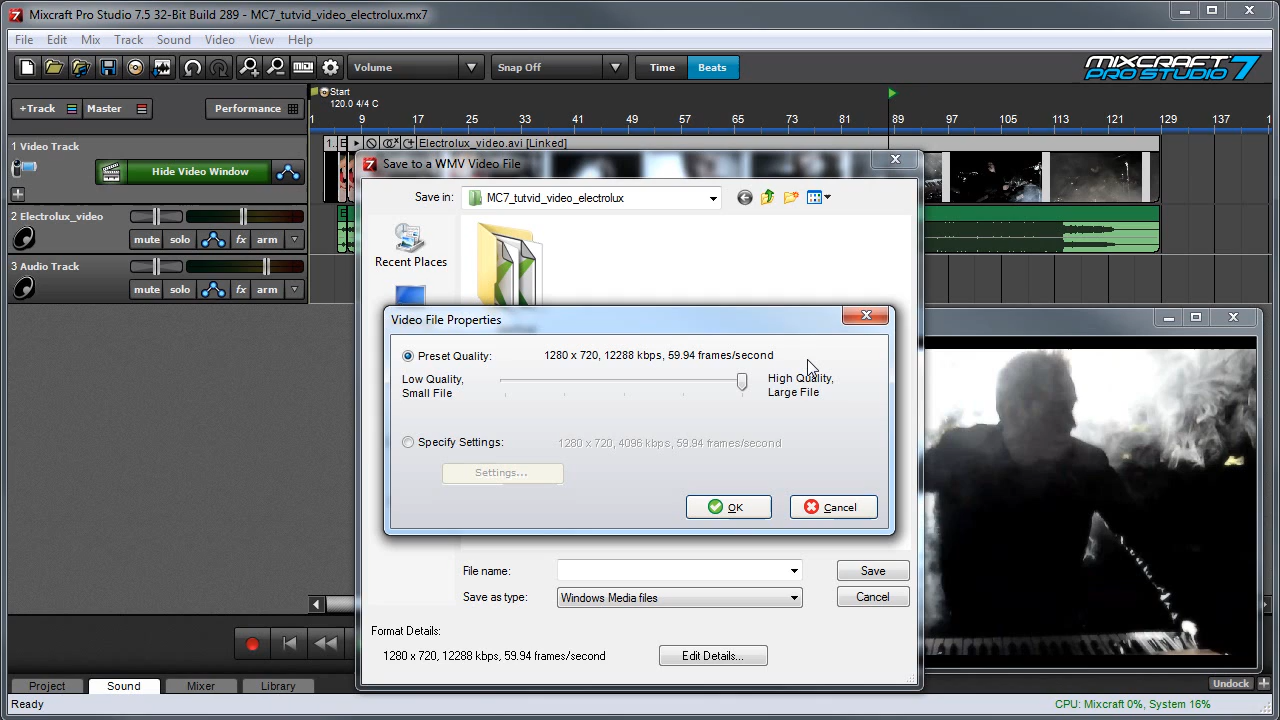 Mixcraft Pro Studio 7.5 32-Bit Build 289 - MC7_tutvid_video_electrolux.mx7
File Edit Mix Track Sound Video View Help
Volume Snap Off Time Beats MIXCRAFT PRO STUDIO 7
+Track Master Performance
Start
120.0 4/4 C
1 9 17 25 33 41 49 57 65 73 81 89 97 105 113 121 129 137 1
1 Video Track
1.. E Electrolux_video.avi [Linked]
Hide Video Window
2 Electrolux_video
mute solo fx arm
3 Audio Track
mute solo fx arm
Save to a WMV Video File
Save in: MC7_tutvid_video_electrolux
Recent Places
Video File Properties
Preset Quality: 1280 x 720, 12288 kbps, 59.94 frames/second
Low Quality,
Small File
High Quality,
Large File
Specify Settings: 1280 x 720, 4096 kbps, 59.94 frames/second
Settings...
OK Cancel
File name: Save
Save as type: Windows Media files Cancel
Format Details:
1280 x 720, 12288 kbps, 59.94 frames/second Edit Details...
Project Sound Mixer Library Undock
Ready CPU: Mixcraft 0%, System 16%